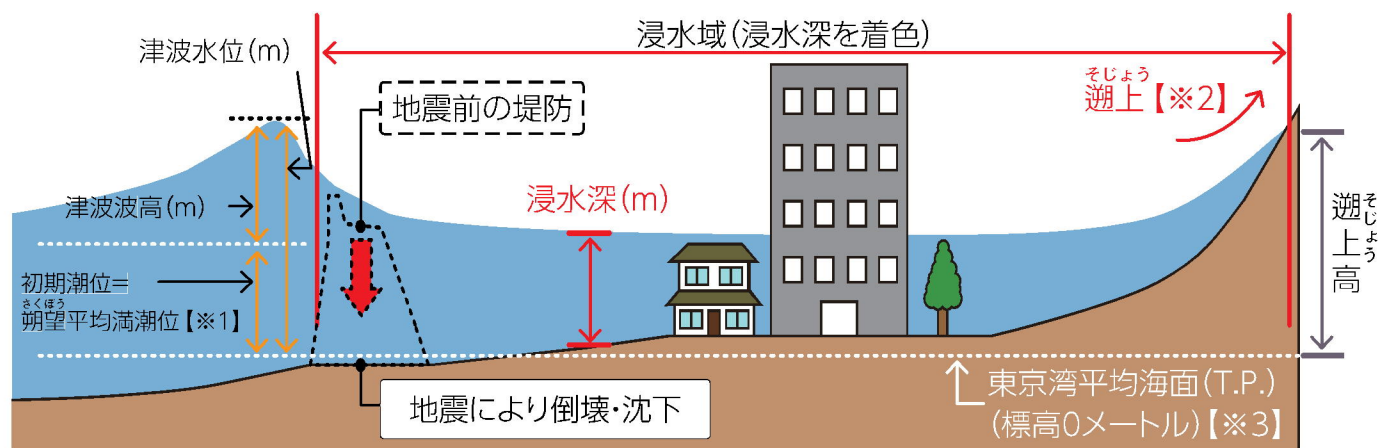 浸水域(浸水深を着色)
津波水位(m)
そじょう
遡上【※2】
地震前の堤防
津波波高(m)
浸水深(m)
そじょう
遡上高
初期潮位=
さくぼう
朔望平均満潮位【※1】
東京湾平均海面(T.P.)
(標高0メートル)【※3】
地震により倒壊・沈下